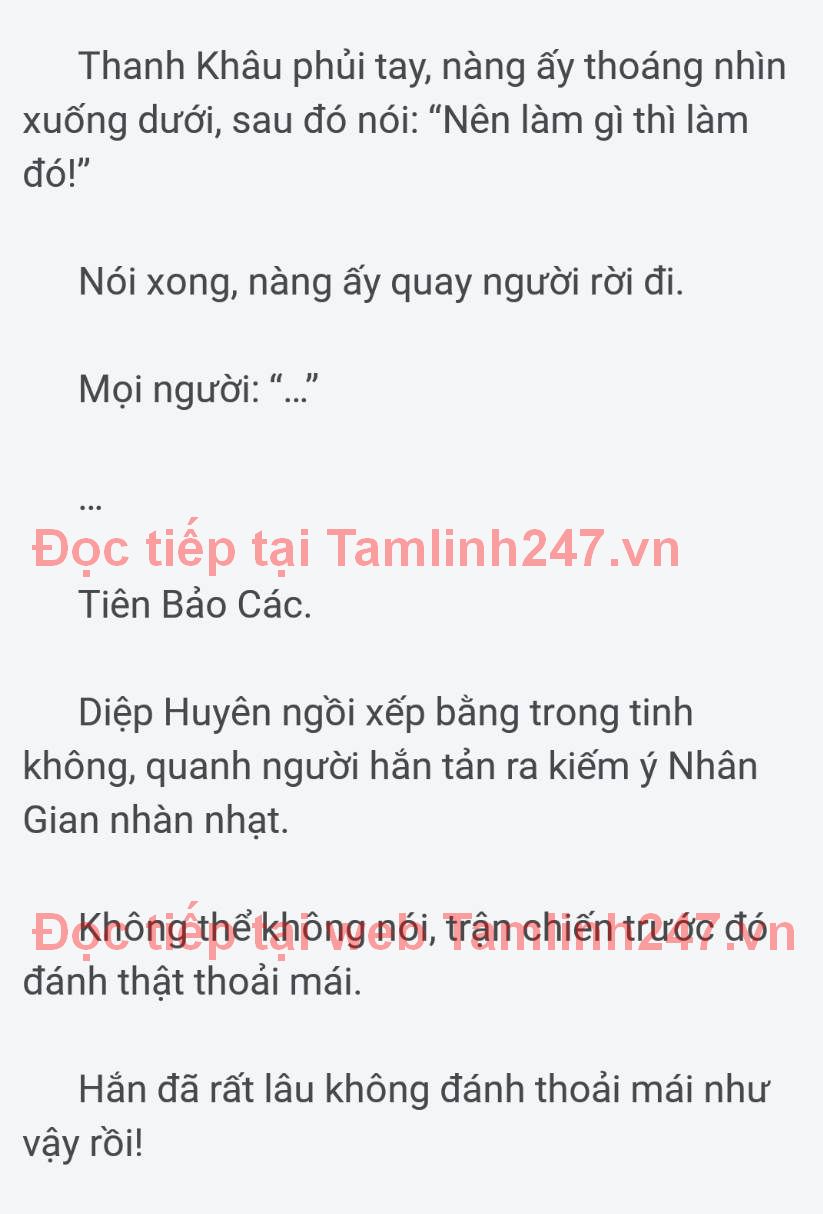 Thanh Khâu phủi tay, nàng ấy thoáng nhìn
xuống dưới, sau đó nói: “Nên làm gì thì làm
đó!”
Nói xong, nàng ấy quay người rời đi.
Mọi người: “...”
...
Đọc tiếp tại Tamlinh247.vn
Tiên Bảo Các.
Diệp Huyên ngồi xếp bằng trong tinh
không, quanh người hắn tản ra kiếm ý Nhân
Gian nhàn nhạt.
Không thể không nói, trận chiến trước đó
Đọc tiếp tại web Tamlinh247.vn
đánh thật thoải mái.
Hắn đã rất lâu không đánh thoải mái như
vậy rồi!